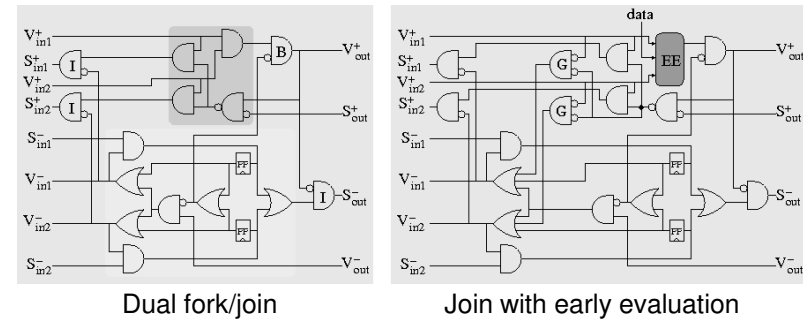 data
V+in1
S+in1
V+in2
S+in2
S−in1
V−in1
V−in2
S−in2
I
I
B
I
FF
FF
V+out
S+out
S−out
V−out
V+in1
S+in1
V+in2
S+in2
S−in1
V−in1
V−in2
S−in2
G
G
EE
FF
FF
V+out
S+out
S−out
V−out
Dual fork/join
Join with early evaluation